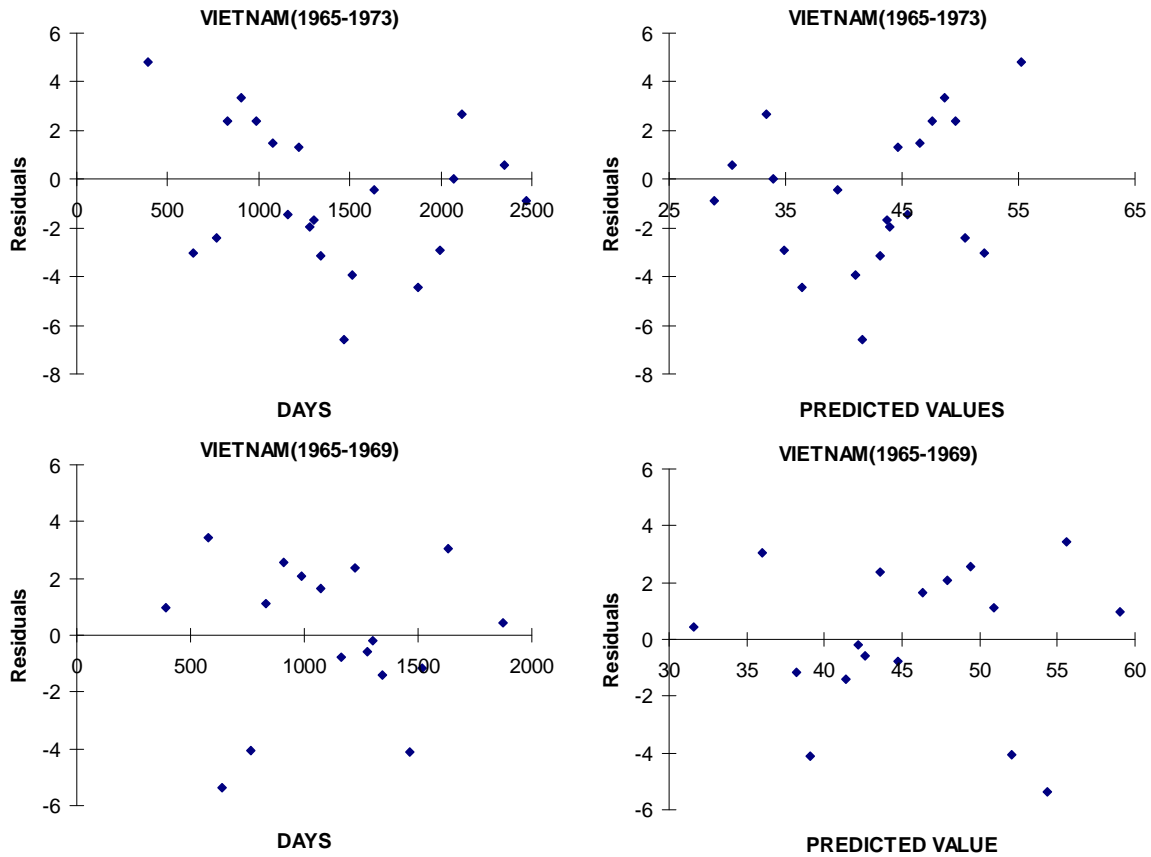 VIETNAM(1965-1973)
6
4
2
0
-2
-4
-6
-8
0 500 1000 1500 2000 2500
Residuals
DAYS
VIETNAM(1965-1973)
6
4
2
0
-2
-4
-6
-8
25 35 45 55 65
Residuals
PREDICTED VALUES
VIETNAM(1965-1969)
6
4
2
0
-2
-4
-6
0 500 1000 1500 2000
Residuals
DAYS
VIETNAM(1965-1969)
6
4
2
0
-2
-4
-6
30 35 40 45 50 55 60
Residuals
PREDICTED VALUE